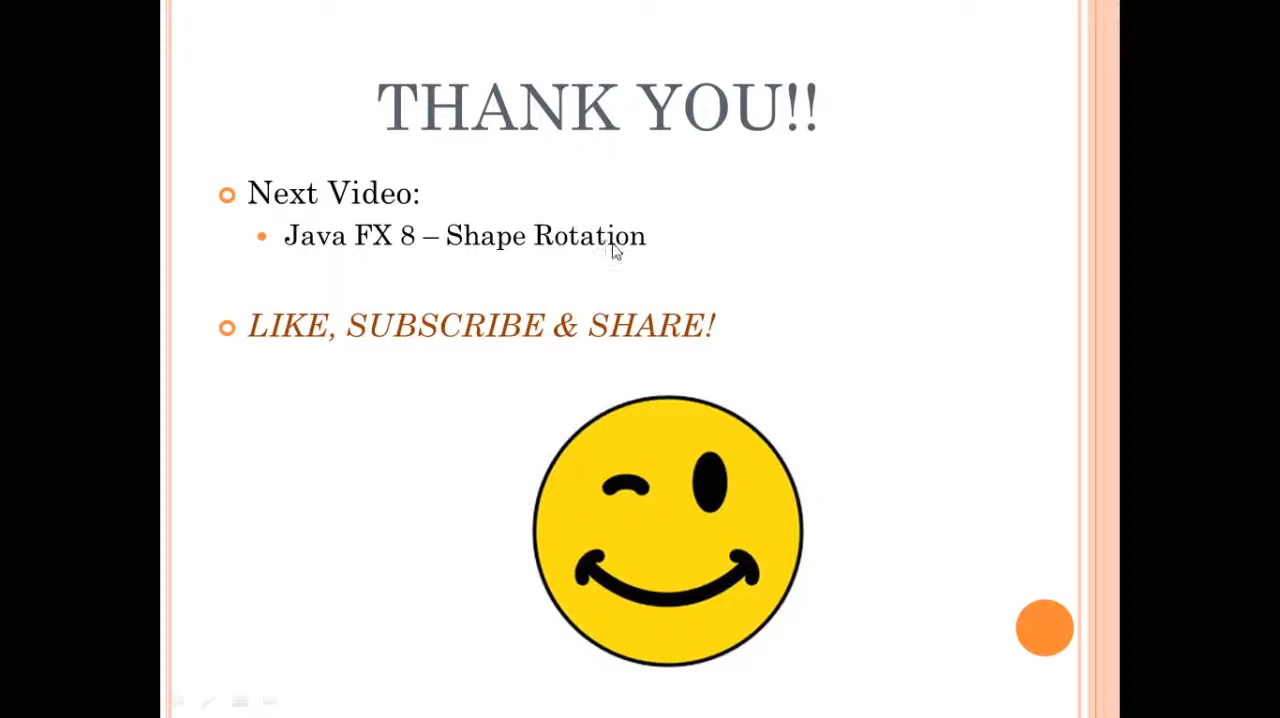 THANK YOU!!
Next Video:
Java FX 8 – Shape Rotation
LIKE, SUBSCRIBE & SHARE!